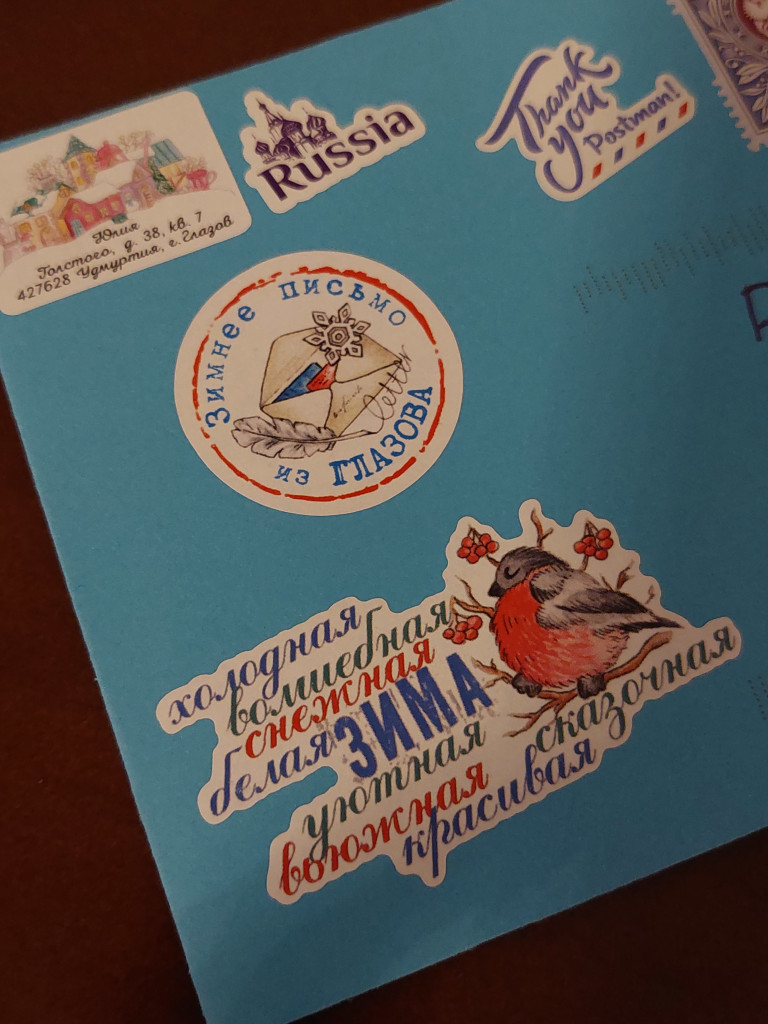 Юлия
Толстого, д. 38, кв. 7
427628 Удмуртия, г. Глазов
Russia
Thank
you
Postman!
Зимнее письмо
letter
из ГЛАЗОВА
холодная
волшебная
снежная
белая ЗИМА
уютная сказочная
вьюжная
красивая